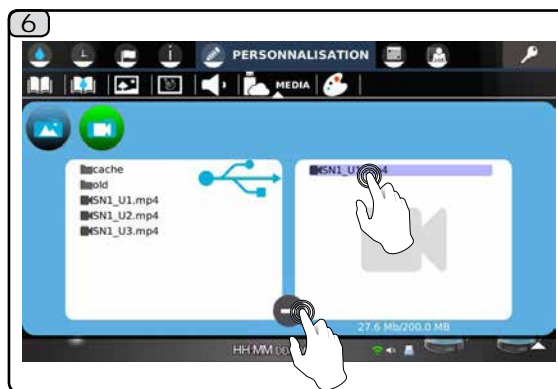 6
PERSONNALISATION
MEDIA
cache
old
SN1_U1.mp4
SN1_U2.mp4
SN1_U3.mp4
27.6 Mb/200.0 MB
HH:MM